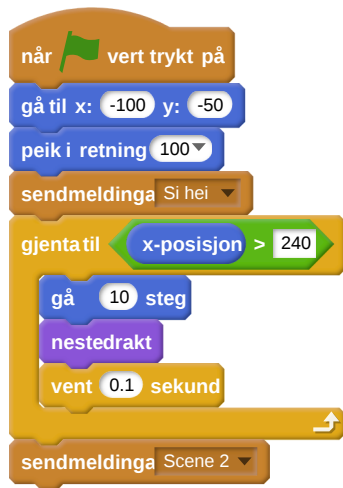 når vert trykt på
gå til x: -100 y: -50
peik i retning 100
sendmeldinga Si hei
gjenta til x-posisjon > 240
gå 10 steg
nestedrakt
vent 0.1 sekund
sendmeldinga Scene 2